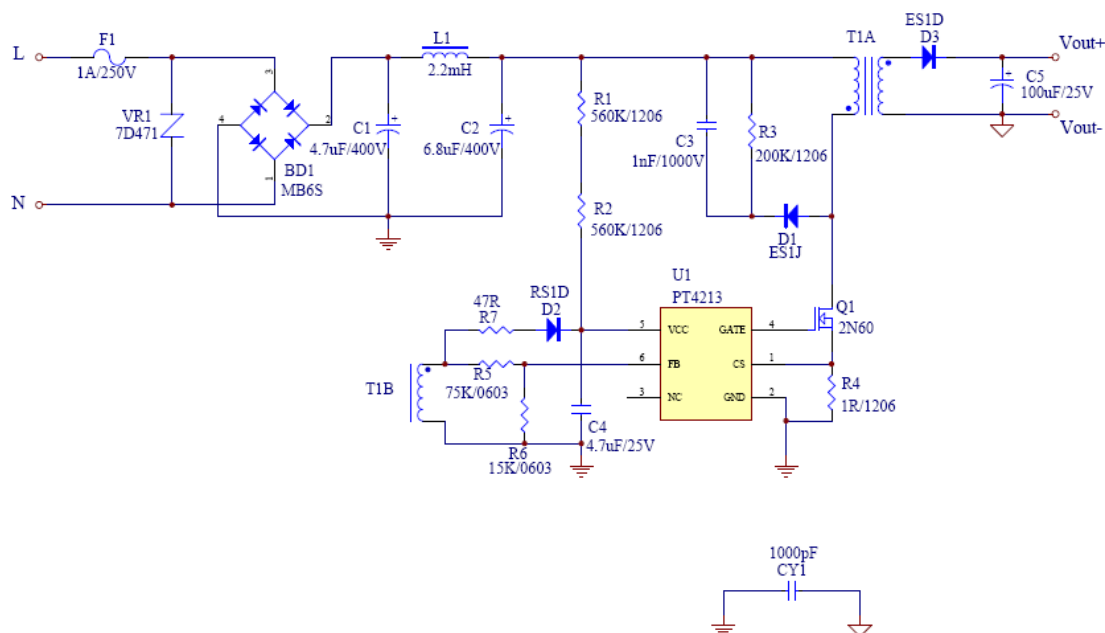 L
F1
1A/250V
VR1
7D471
N
3
4
2
1
BD1
MB6S
C1
4.7uF/400V
L1
2.2mH
C2
6.8uF/400V
R1
560K/1206
R2
560K/1206
C3
1nF/1000V
R3
200K/1206
D1
ES1J
T1A
ES1D
D3
C5
100uF/25V
Vout+
Vout-
Q1
2N60
U1
PT4213
5
VCC
GATE
4
6
FB
CS
1
3
NC
GND
2
R4
1R/1206
47R
R7
RS1D
D2
R5
75K/0603
T1B
R6
15K/0603
C4
4.7uF/25V
1000pF
CY1